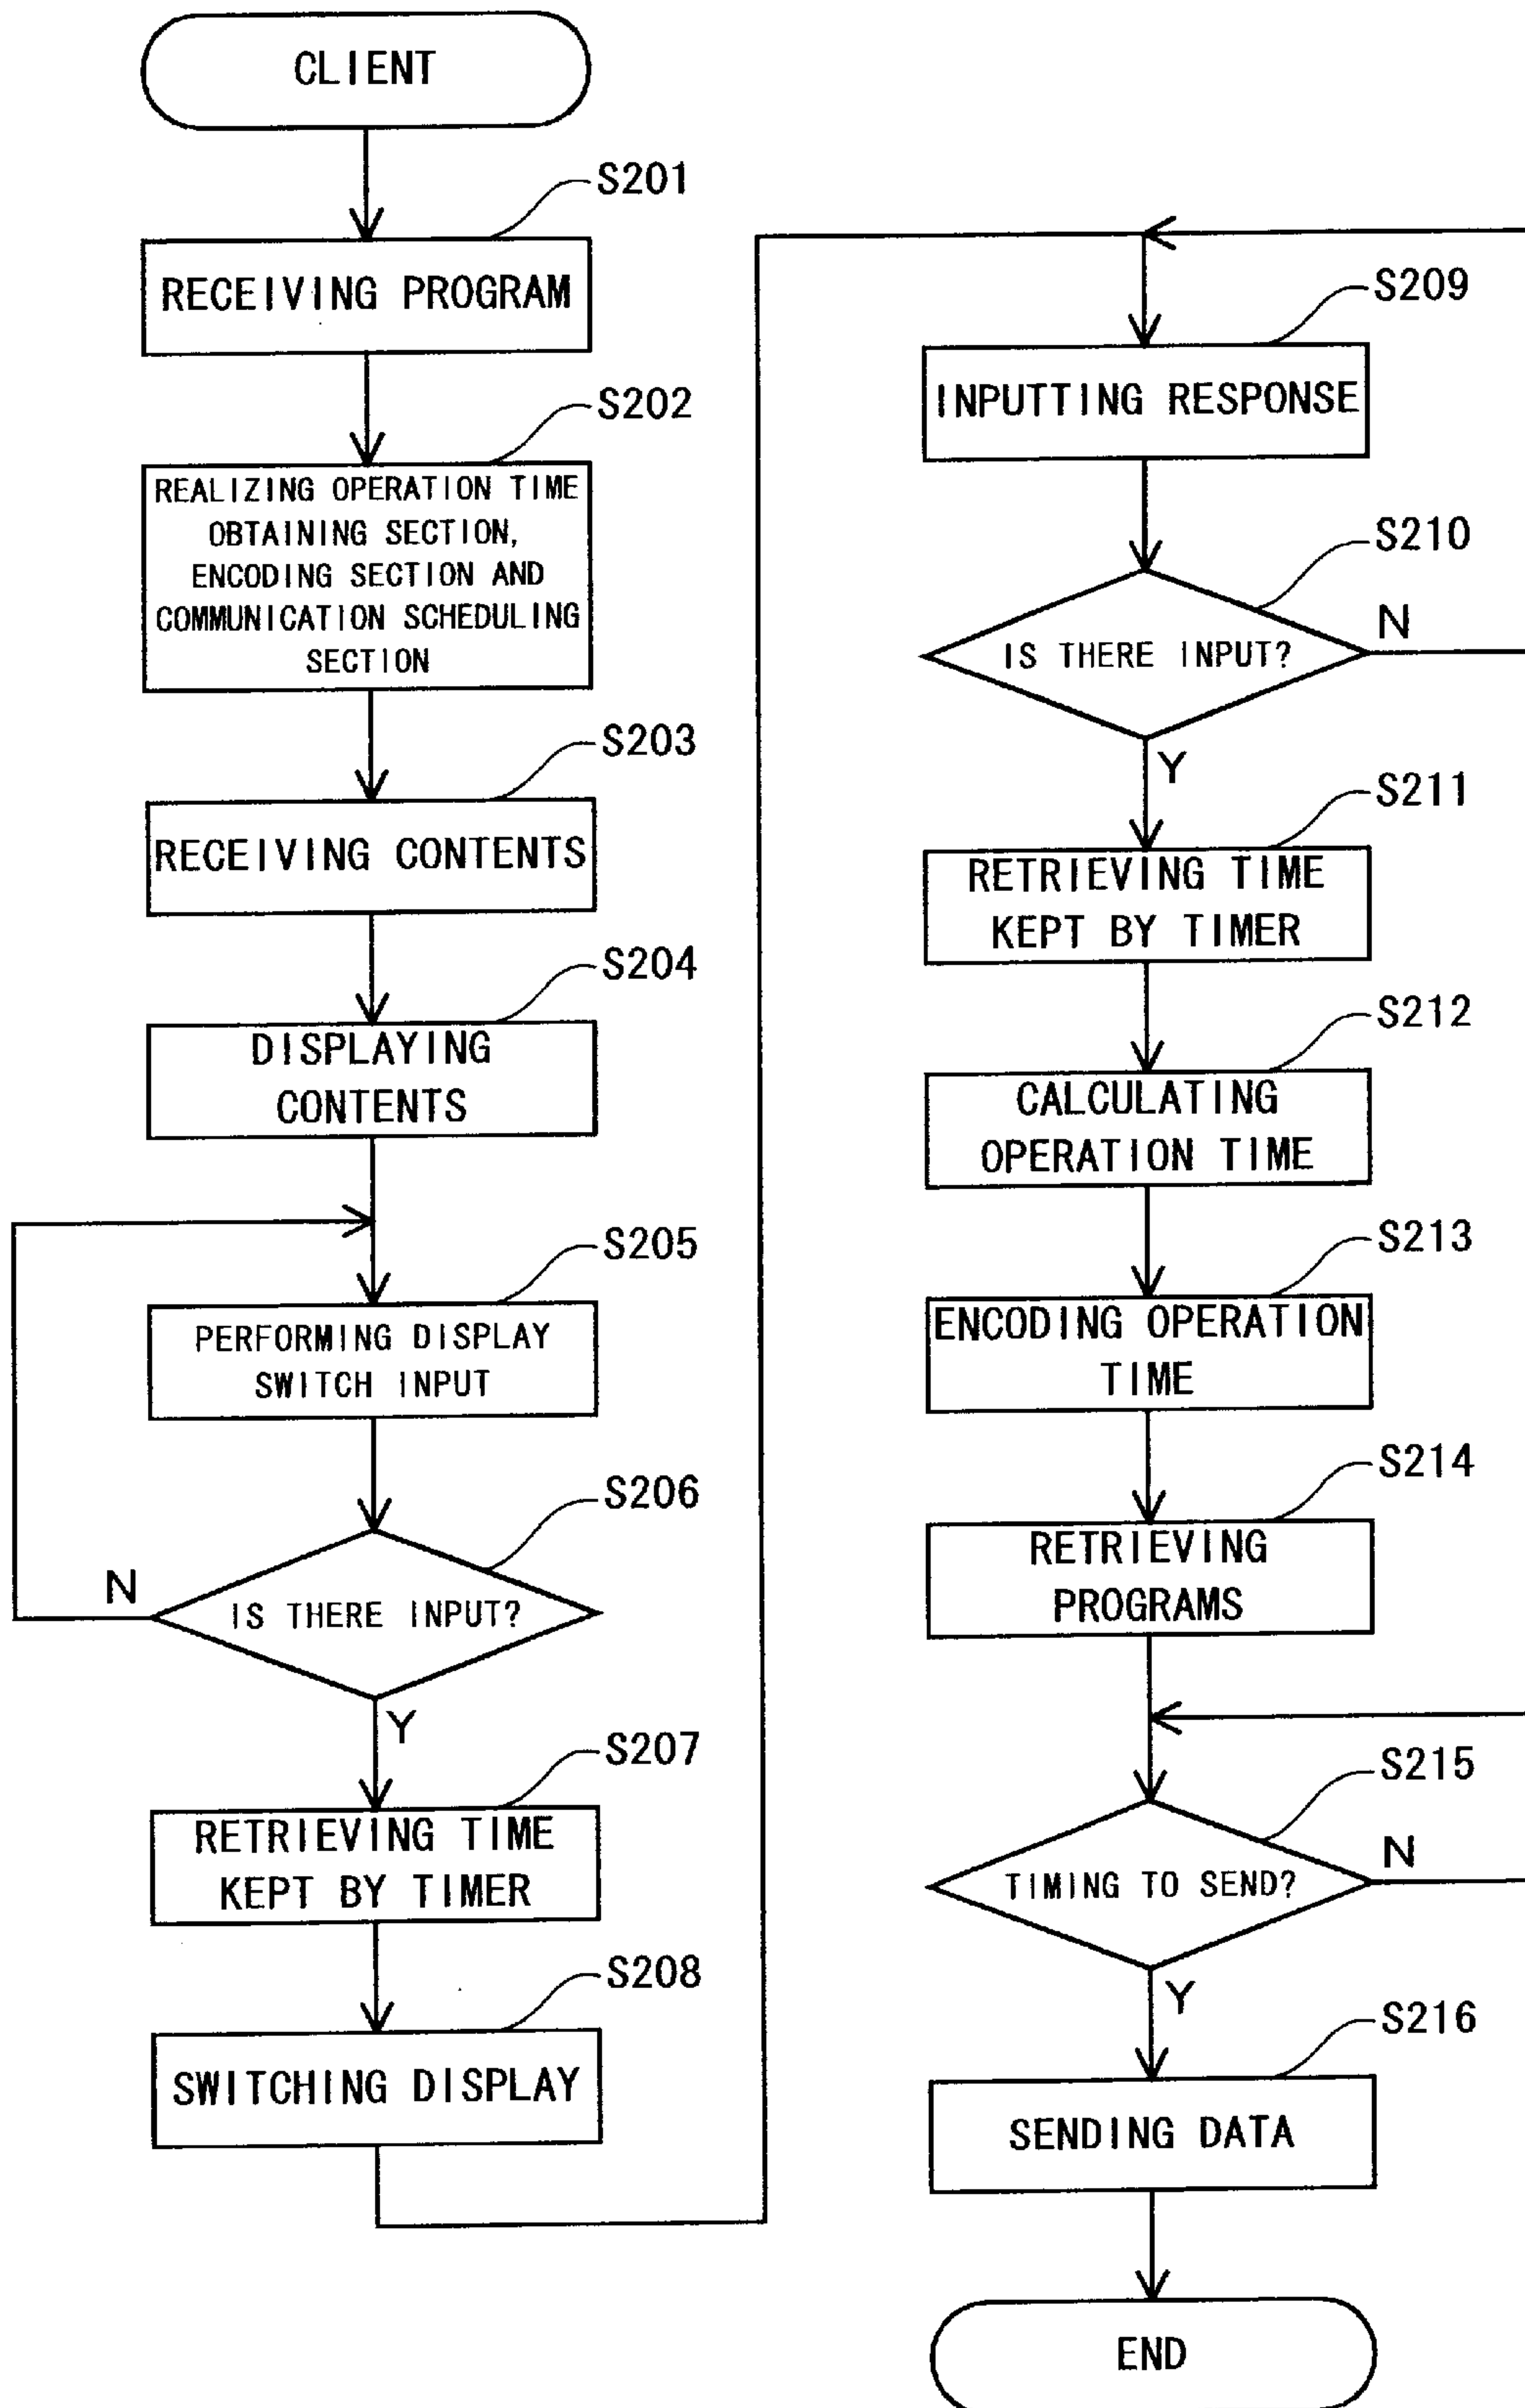 CLIENT
S201
RECEIVING PROGRAM
S202
REALIZING OPERATION TIME
OBTAINING SECTION,
ENCODING SECTION AND
COMMUNICATION SCHEDULING
SECTION
S203
RECEIVING CONTENTS
S204
DISPLAYING
CONTENTS
S205
PERFORMING DISPLAY
SWITCH INPUT
S206
N
IS THERE INPUT?
Y
S207
RETRIEVING TIME
KEPT BY TIMER
S208
SWITCHING DISPLAY
S209
INPUTTING RESPONSE
S210
IS THERE INPUT?
N
Y
S211
RETRIEVING TIME
KEPT BY TIMER
S212
CALCULATING
OPERATION TIME
S213
ENCODING OPERATION
TIME
S214
RETRIEVING
PROGRAMS
S215
TIMING TO SEND?
N
Y
S216
SENDING DATA
END